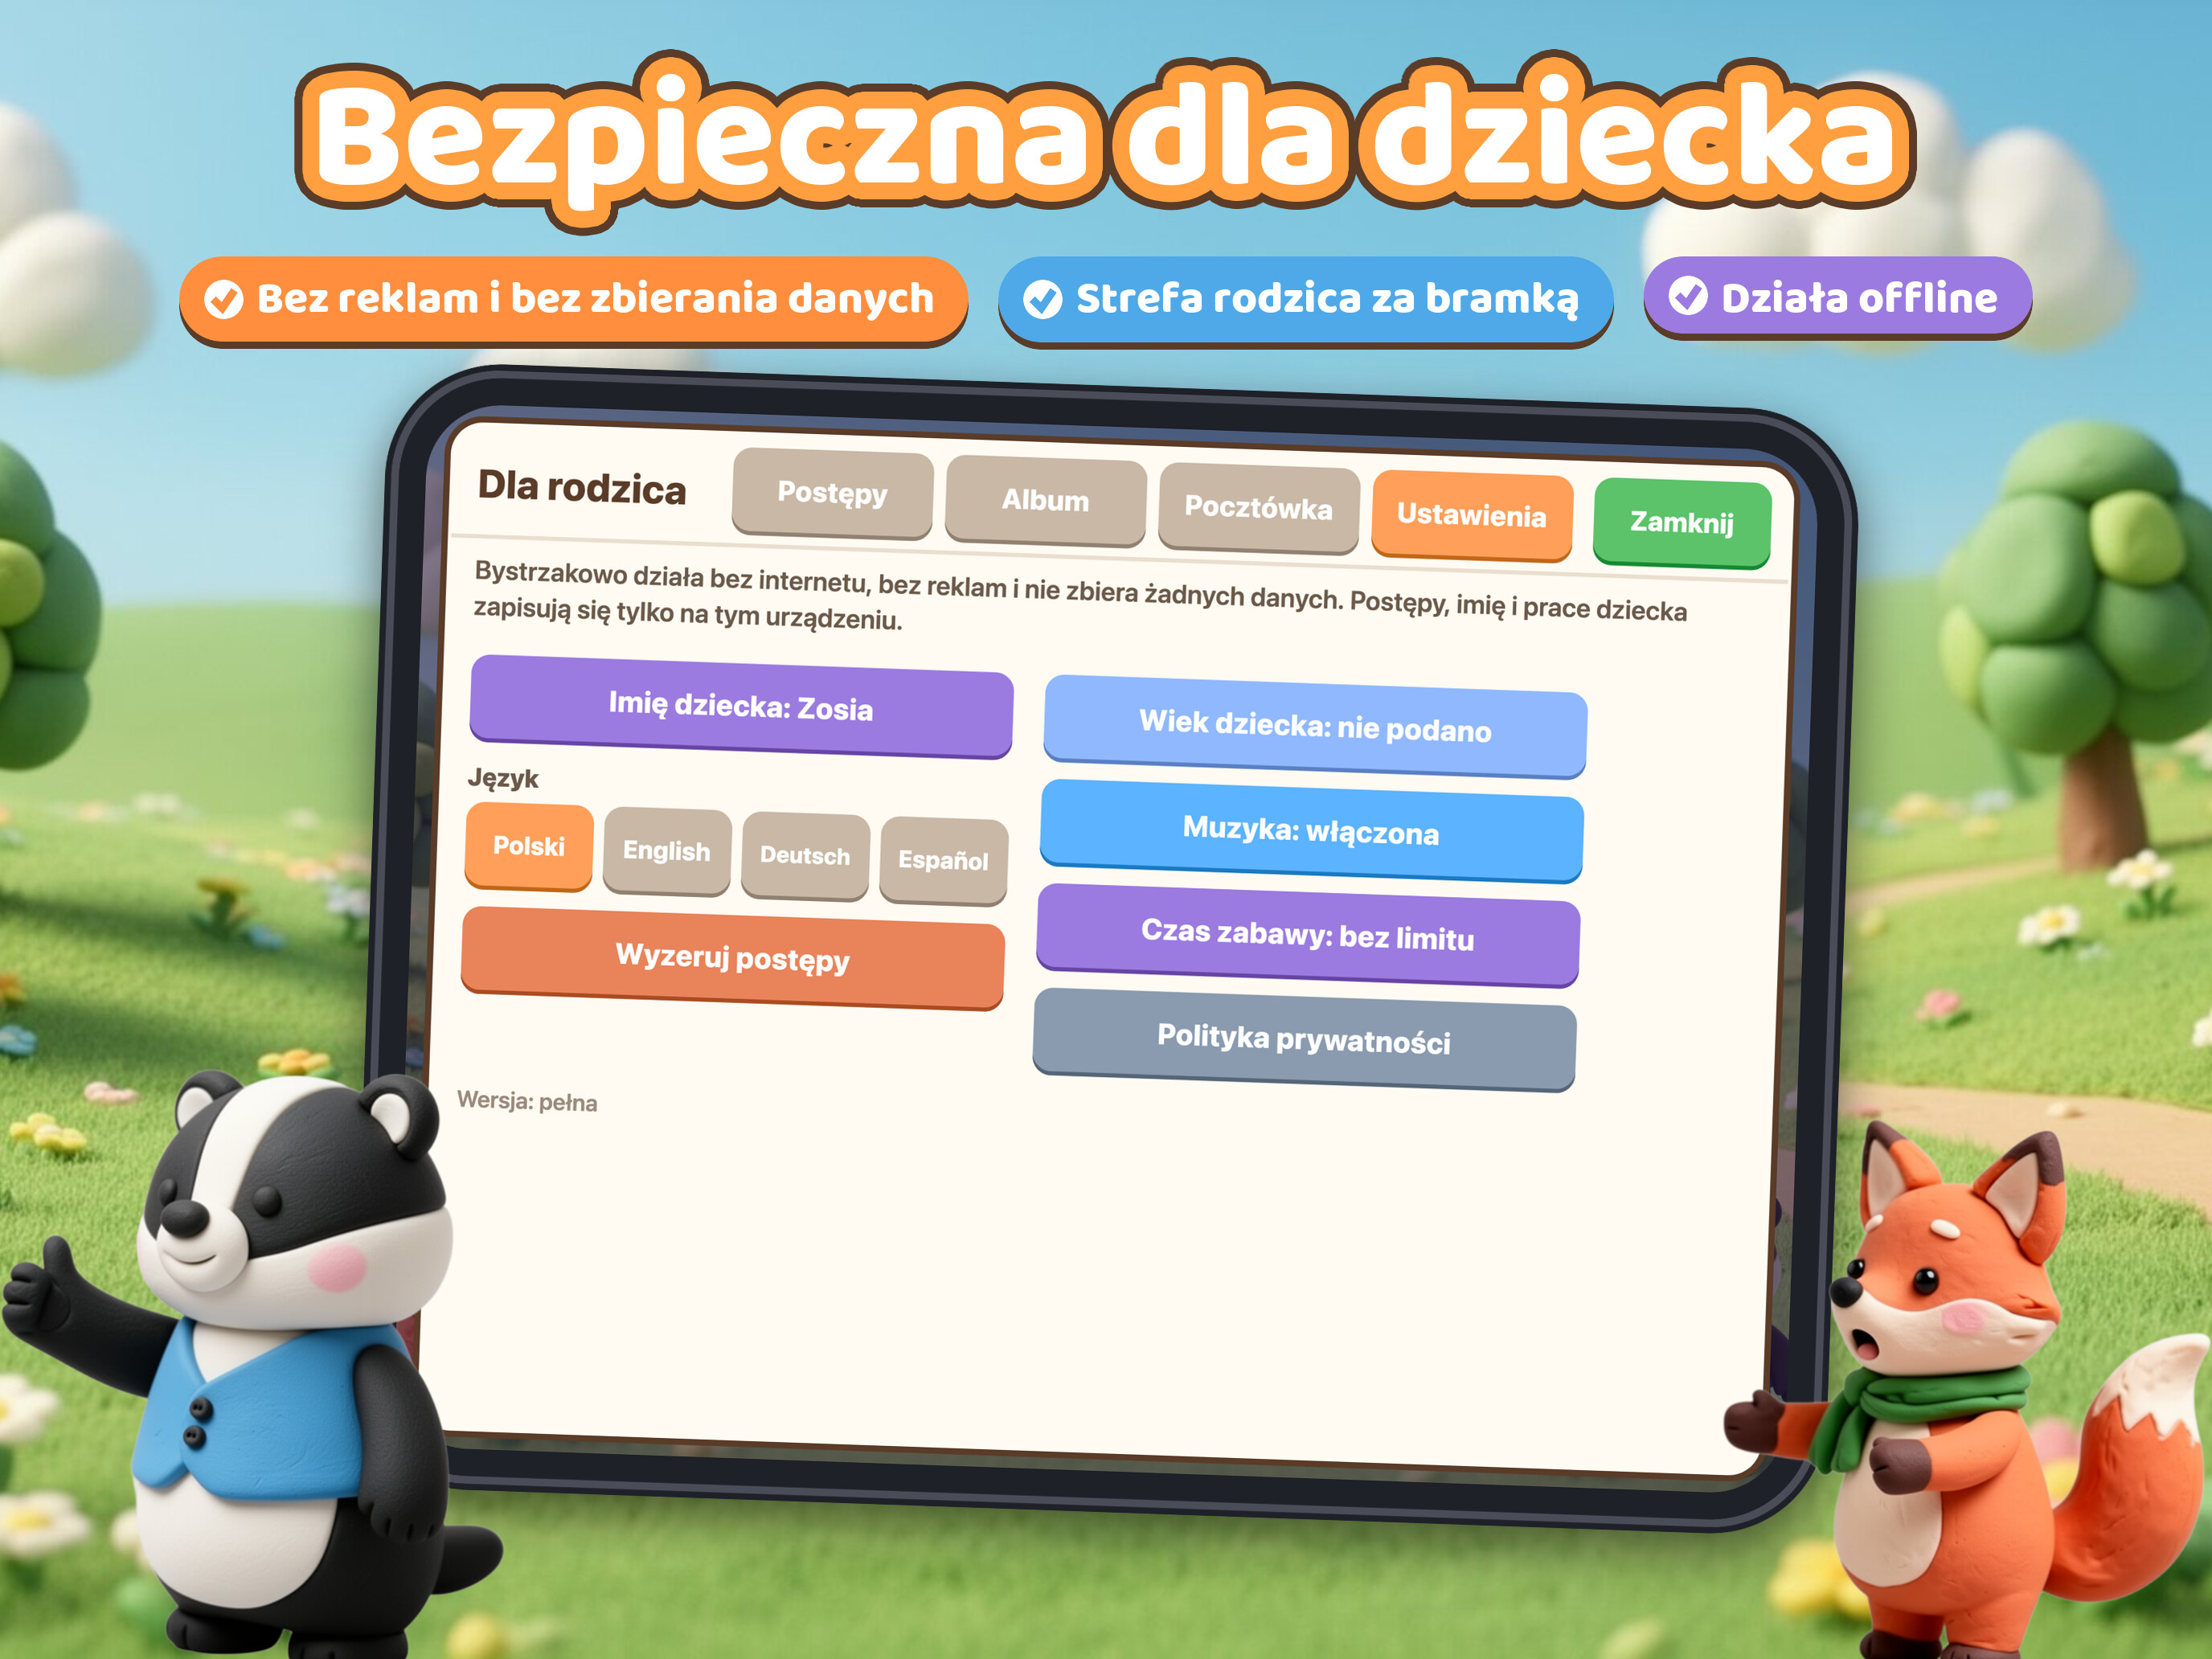 Bezpieczna dla dziecka
Bez reklam i bez zbierania danych
Strefa rodzica za bramką
Działa offline
Dla rodzica
Postępy
Album
Pocztówka
Ustawienia
Zamknij
Bystrzakowo działa bez internetu, bez reklam i nie zbiera żadnych danych. Postępy, imię i prace dziecka
zapisują się tylko na tym urządzeniu.
Imię dziecka: Zosia
Wiek dziecka: nie podano
Język
Polski
English
Deutsch
Español
Muzyka: włączona
Wyzeruj postępy
Czas zabawy: bez limitu
Polityka prywatności
Wersja: pełna